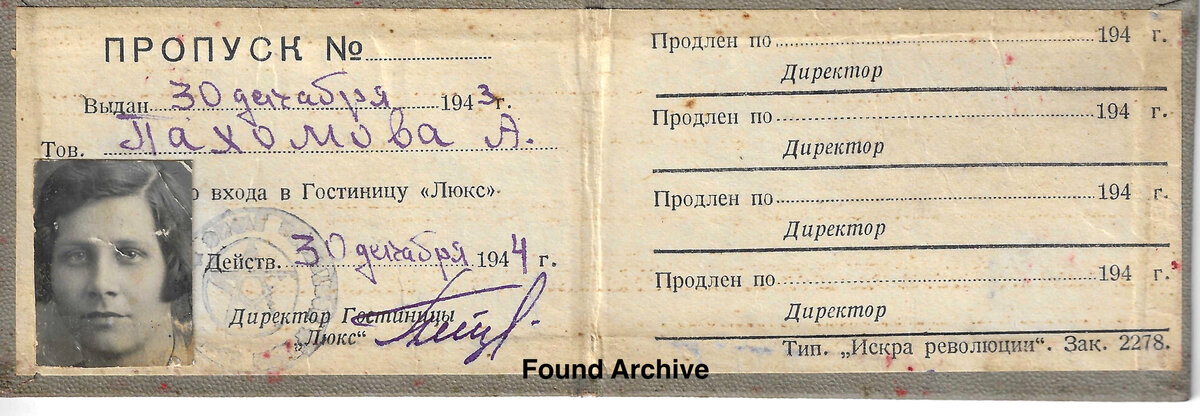 ПРОПУСК №
Выдан 30 декабря 1943 г.
Тов. Пахомова А.
входа в Гостиницу «Люкс»
Действ. 30 декабря 1944 г.
Директор Гостиницы
„Люкс“
Продлен по 194 г.
Директор
Продлен по 194 г.
Директор
Продлен по 194 г.
Директор
Продлен по 194 г.
Директор
Тип. „Искра революции“. Зак. 2278.
Found Archive